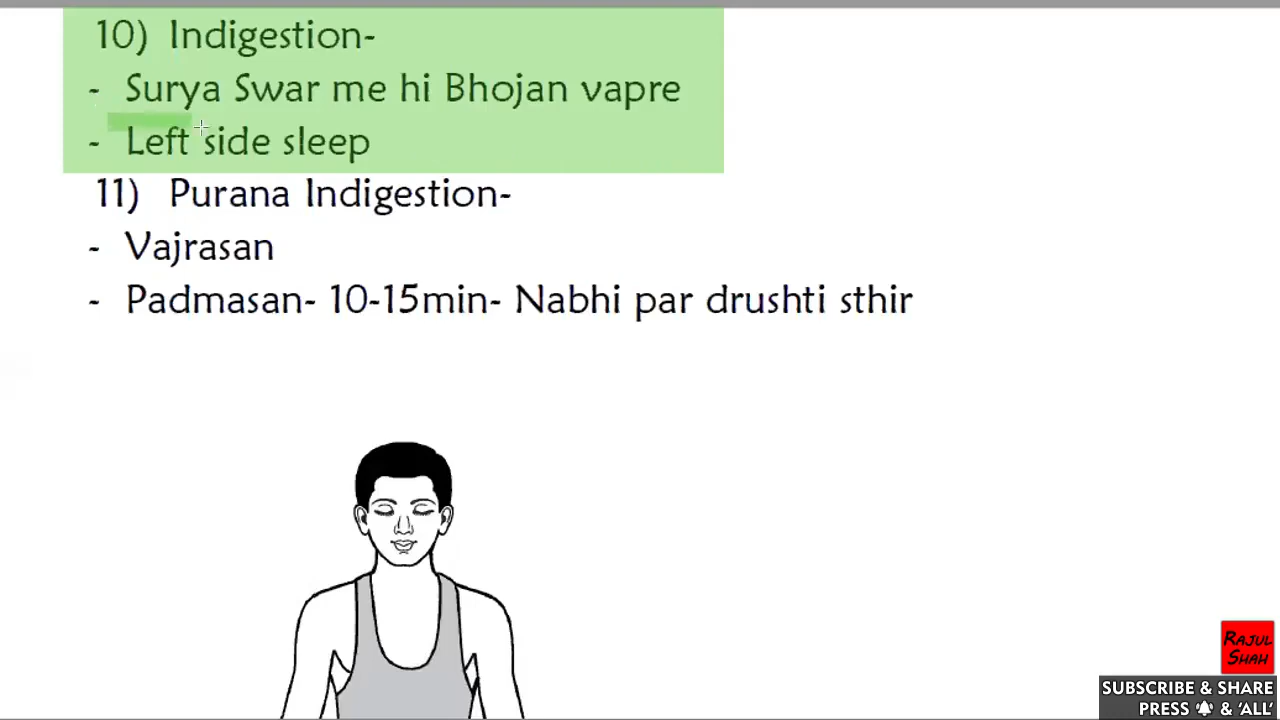 10) Indigestion-
- Surya Swar me hi Bhojan vapre
- Left side sleep
11) Purana Indigestion-
- Vajrasan
- Padmasan- 10-15min- Nabhi par drushti sthir
RAJUL
SHAH
SUBSCRIBE & SHARE
PRESS & 'ALL'